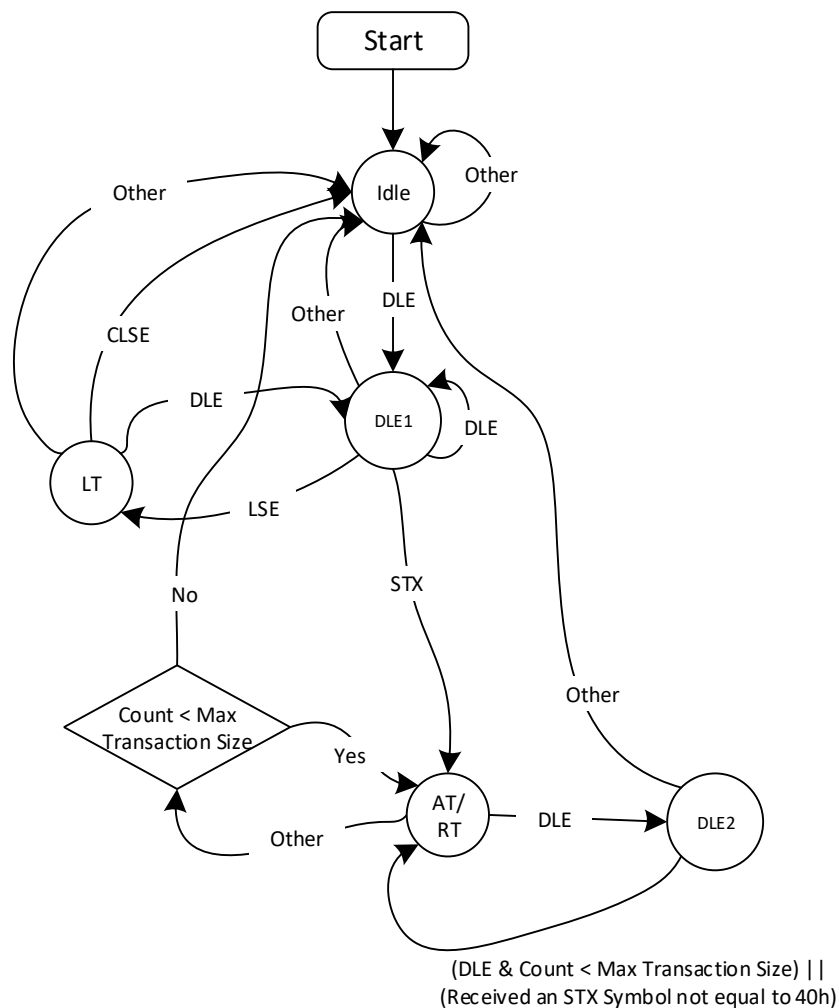 Start
Idle
Other
Other
DLE
Other
CLSE
DLE
DLE1
DLE
LT
LSE
STX
No
Other
Count < Max
Transaction Size
Yes
AT/
RT
DLE
DLE2
Other
(DLE & Count < Max Transaction Size) ||
(Received an STX Symbol not equal to 40h)